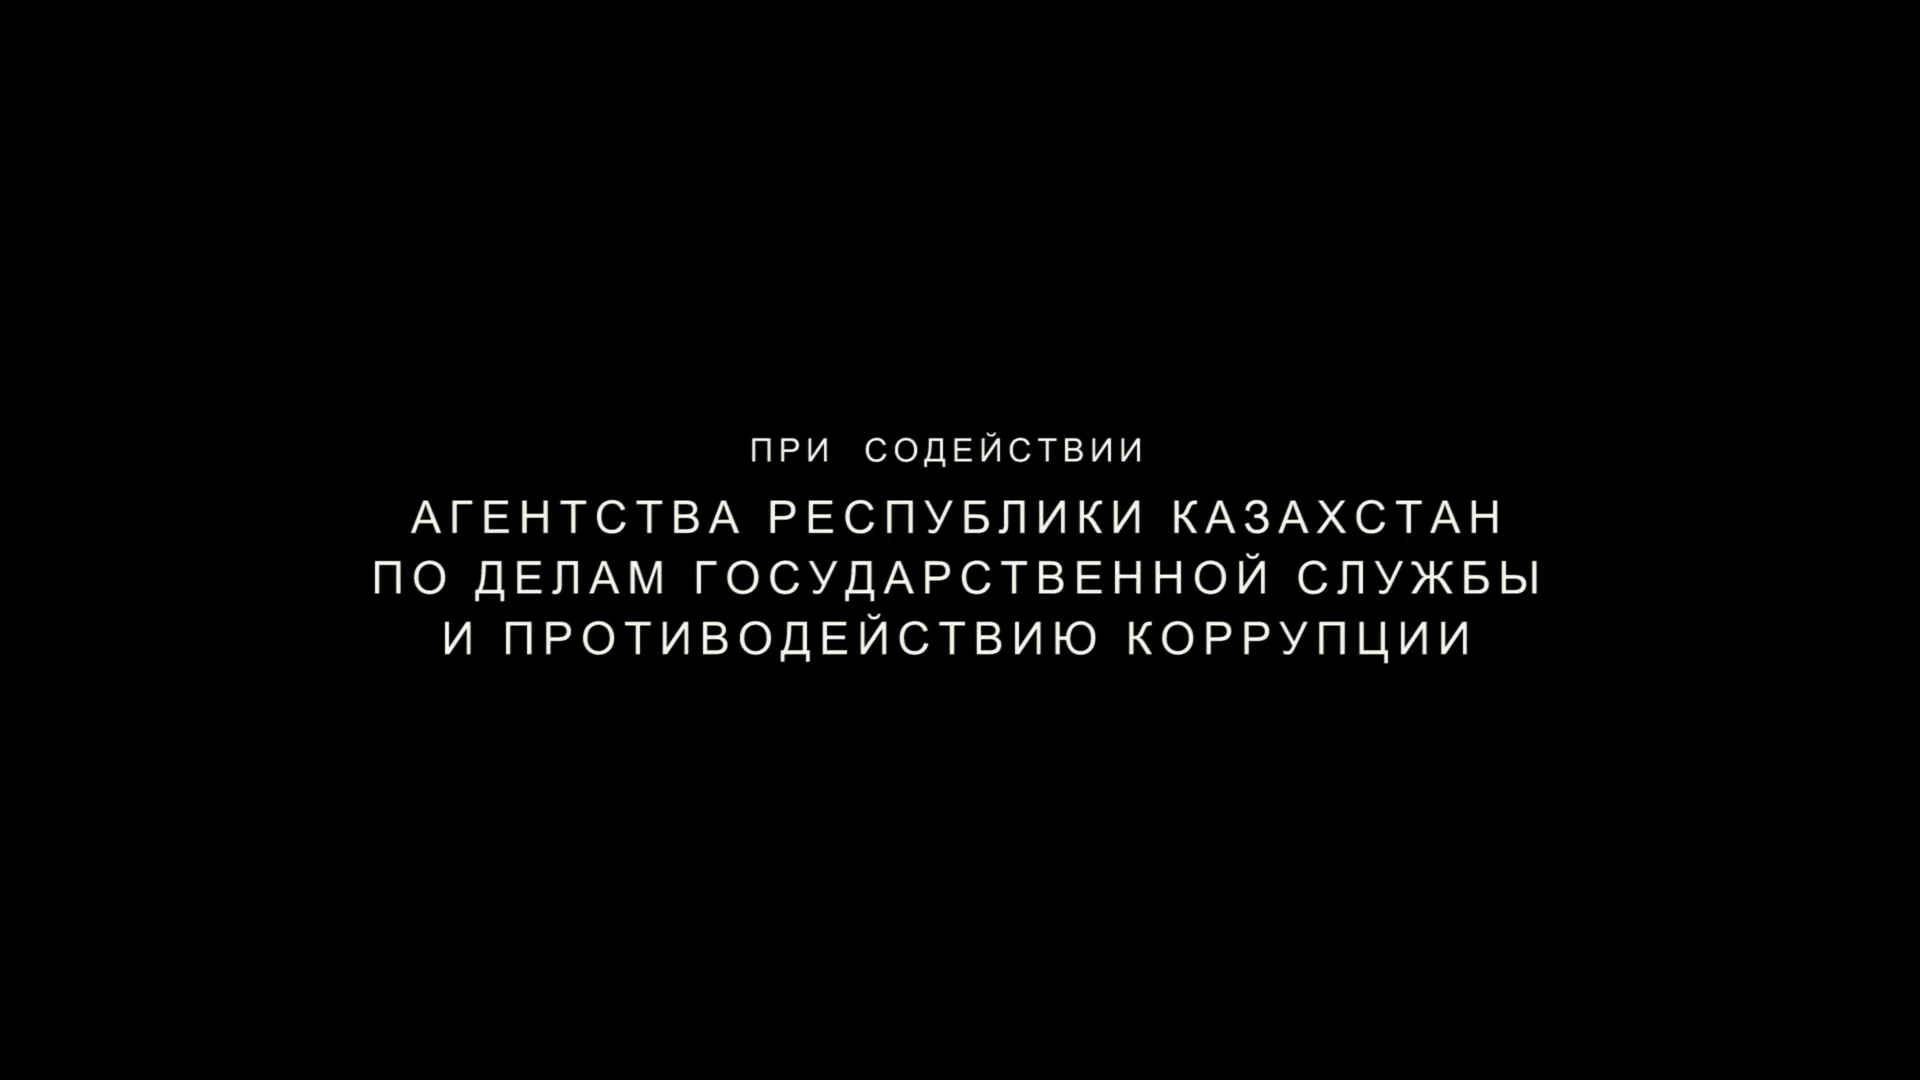 ПРИ СОДЕЙСТВИИ
АГЕНТСТВА РЕСПУБЛИКИ КАЗАХСТАН
ПО ДЕЛАМ ГОСУДАРСТВЕННОЙ СЛУЖБЫ
И ПРОТИВОДЕЙСТВИЮ КОРРУПЦИИ